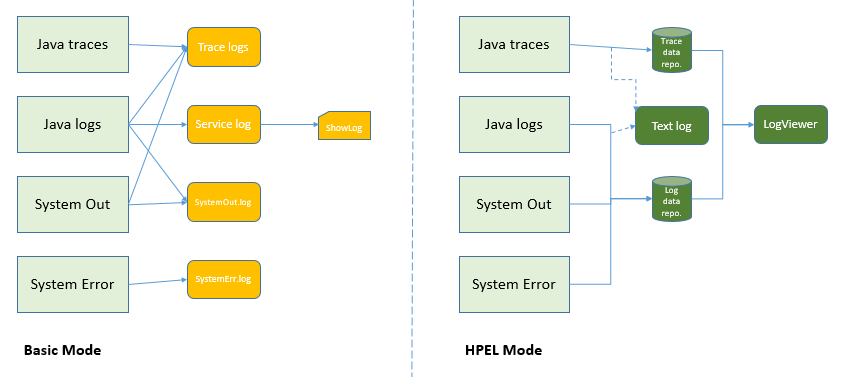 Java traces
Trace logs
Java logs
Service log
ShowLog
System Out
SystemOut.log
System Error
SystemErr.log
Basic Mode
Java traces
Trace
data
repo.
Java logs
Text log
LogViewer
System Out
Log
data
repo.
System Error
HPEL Mode